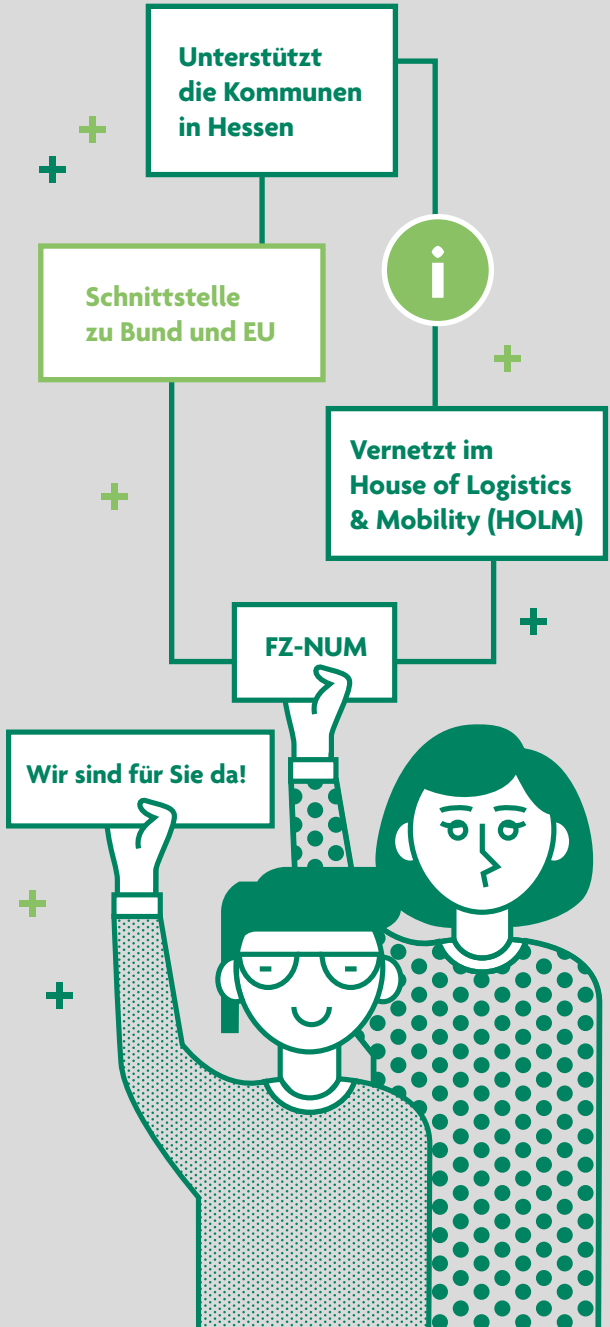 Unterstützt
die Kommunen
in Hessen
i
Schnittstelle
zu Bund und EU
Vernetzt im
House of Logistics
& Mobility (HOLM)
FZ-NUM
Wir sind für Sie da!